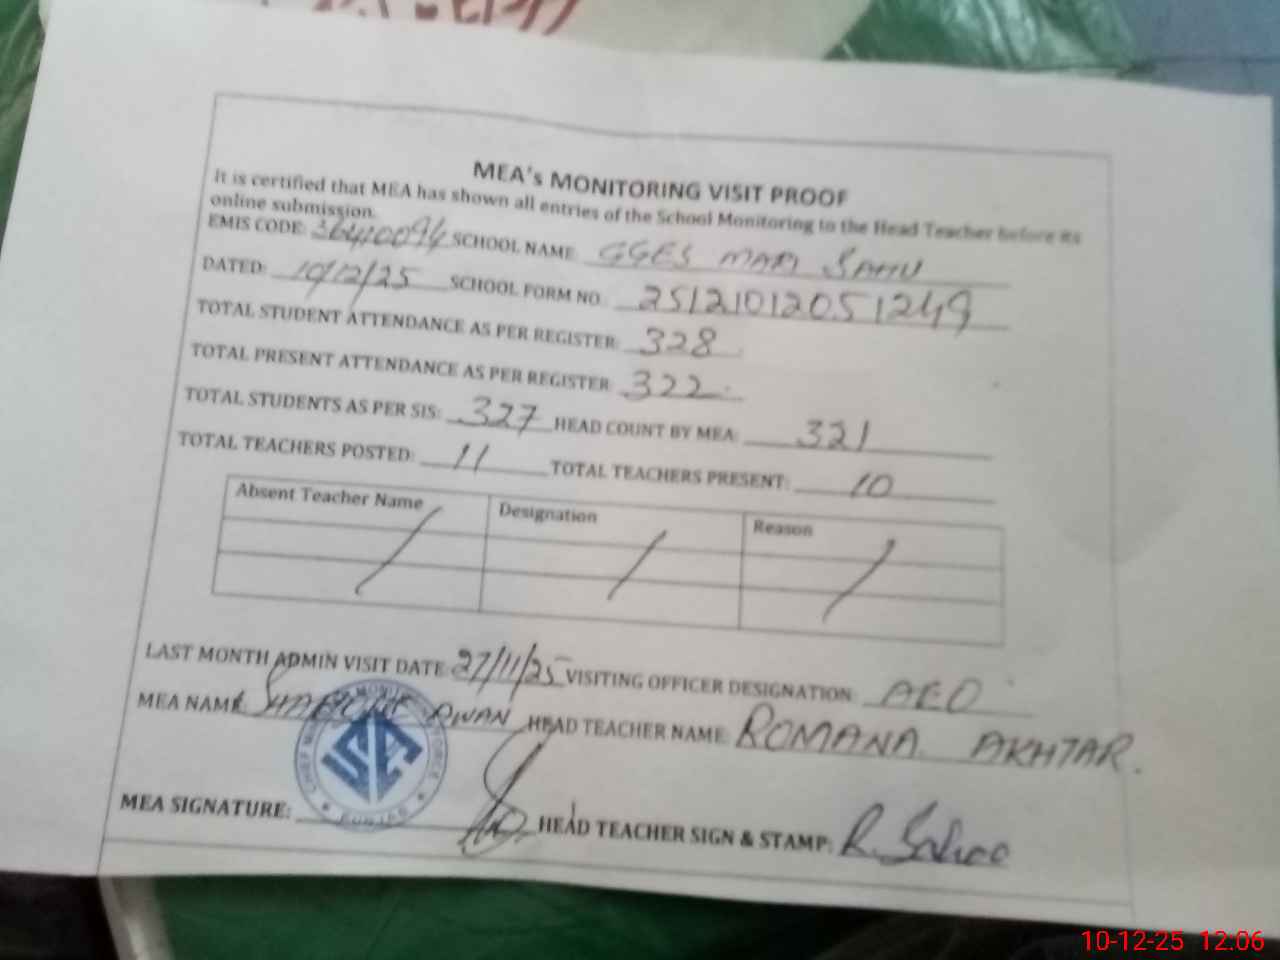 MEA's MONITORING VISIT PROOF
It is certified that MEA has shown all entries of the School Monitoring to the Head Teacher before its
online submission.
EMIS CODE: 36440094 SCHOOL NAME: GGES MARI SAHU
DATED: 10/12/25 SCHOOL FORM NO. 2512101205 1249
TOTAL STUDENT ATTENDANCE AS PER REGISTER: 328
TOTAL PRESENT ATTENDANCE AS PER REGISTER: 322
TOTAL STUDENTS AS PER SIS: 327 HEAD COUNT BY MEA: 321
TOTAL TEACHERS POSTED: 11 TOTAL TEACHERS PRESENT: 10
Absent Teacher Name Designation Reason
LAST MONTH ADMIN VISIT DATE: 27/11/25 VISITING OFFICER DESIGNATION: AEO
MEA NAME: HEAD TEACHER NAME: ROMANA AKHTAR.
MEA SIGNATURE: HEAD TEACHER SIGN & STAMP:
10-12-25 12:06